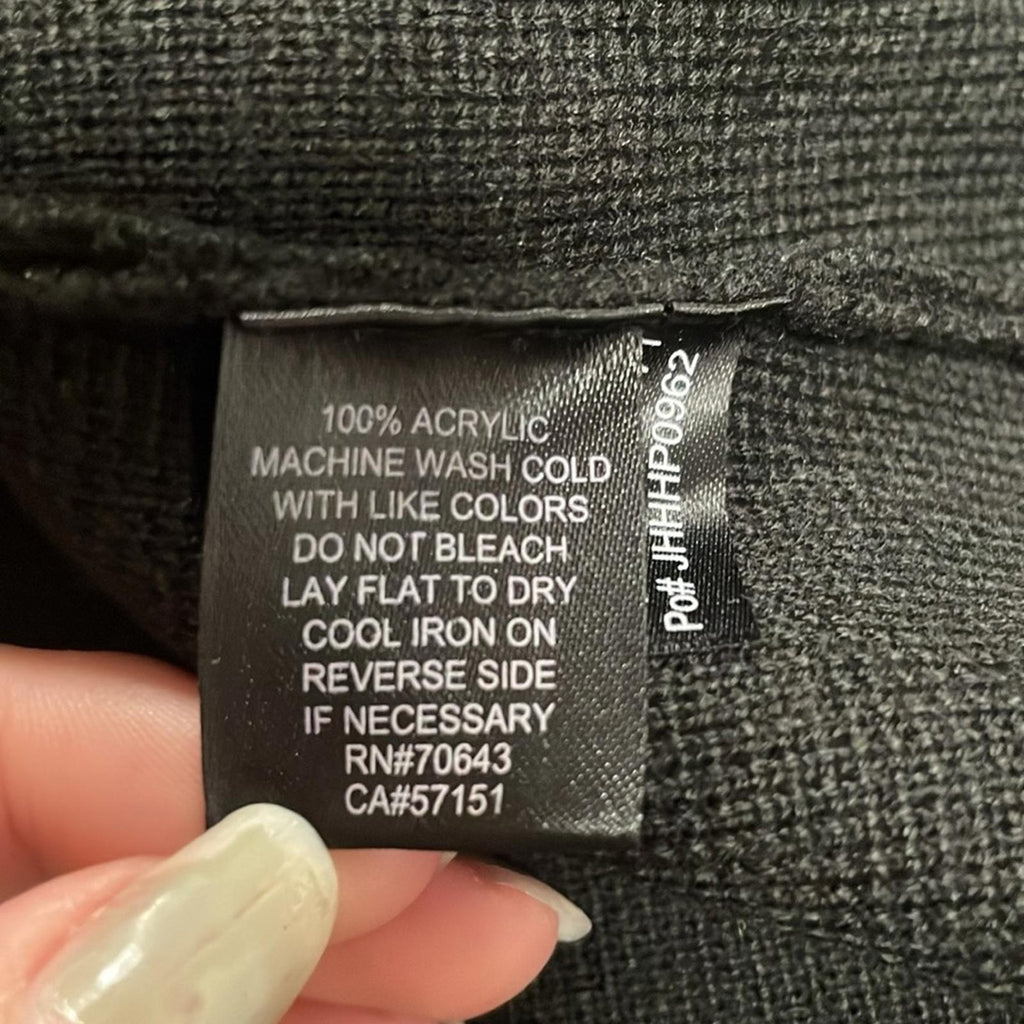 100% ACRYLIC
MACHINE WASH COLD
WITH LIKE COLORS
DO NOT BLEACH
LAY FLAT TO DRY
COOL IRON ON
REVERSE SIDE
IF NECESSARY
RN#70643
CA#57151
Po# JHHHP0962